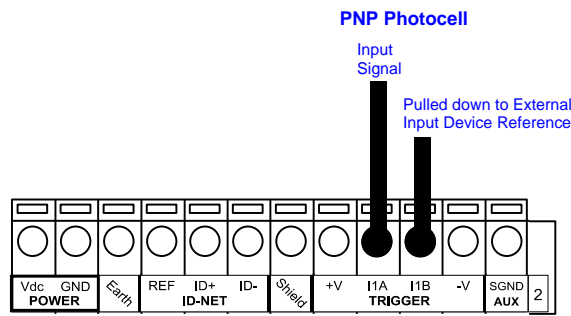 PNP Photocell
Input
Signal
Pulled down to External
Input Device Reference
Vdc GND Earth REF ID+ ID- Shield +V I1A I1B -V SGND 2
POWER ID-NET TRIGGER AUX